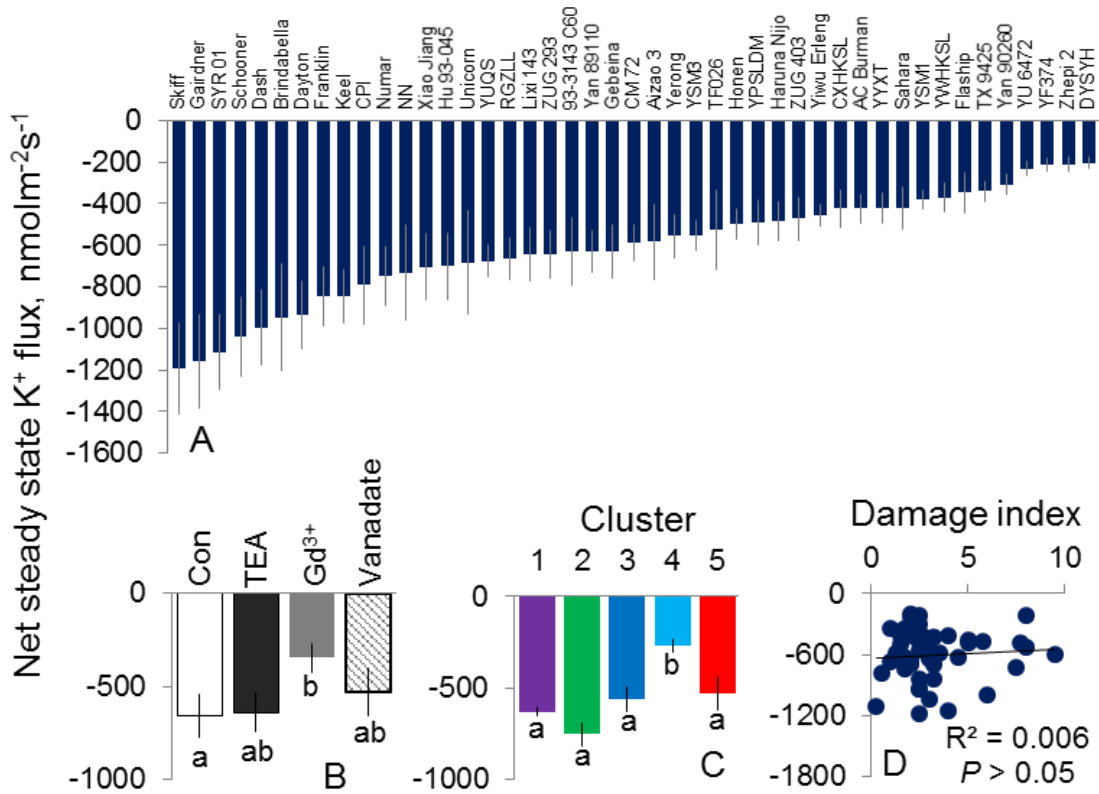 Net steady state K⁺ flux, nmolm⁻²s⁻¹
Skiff
Gairdner
SYR 01
Schooner
Dash
Brindabella
Dayton
Franklin
Keel
CPI
Numar
NN
Xiao Jiang
Hu 93-045
Unicorn
YUQS
RGZLL
Lixi 143
ZUG 293
93-3143 C60
Yan 89110
Gebeina
CM 72
Aizao 3
Yerong
YSM3
TF026
Honen
YPSLDM
Haruna Nijo
ZUG 403
Yiwu Erleng
CXHKSL
AC Burman
YYXT
Sahara
YSM1
YWHKSL
Flaship
TX 9425
Yan 90260
YU 6472
YF374
Zhepi 2
DYSYH
0
-200
-400
-600
-800
-1000
-1200
-1400
-1600
A
Con
TEA
Gd³⁺
Vanadate
0
-500
-1000
a
ab
b
ab
B
Cluster
1 2 3 4 5
0
-500
-1000
a
a
a
b
a
C
Damage index
0 5 10
0
-600
-1200
-1800
D
R² = 0.006
P > 0.05